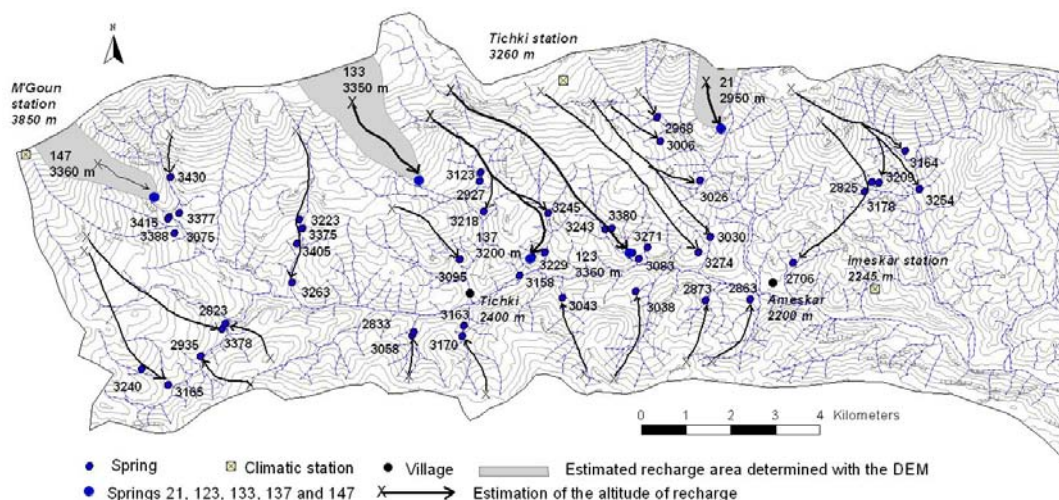 N
Tichki station
3260 m
M'Goun
station
3850 m
133
3350 m
21
2950 m
147
3360 m
2968
3006
3164
3430
3123
2927
3026
2825
3209
3178
3254
3415
3377
3388
3075
3223
3375
3405
3218
3245
3243
3380
137
3200 m
3271
3030
3095
3229
123
3360 m
3083
3274
2706
Imeskar station
2245 m
3263
3158
Tichki
2400 m
3043
3038
2873
2863
Ameskar
2200 m
2823
3378
2833
3058
3163
3170
2935
3240
3165
0 1 2 3 4 Kilometers
Spring
Climatic station
Village
Estimated recharge area determined with the DEM
Springs 21, 123, 133, 137 and 147
Estimation of the altitude of recharge